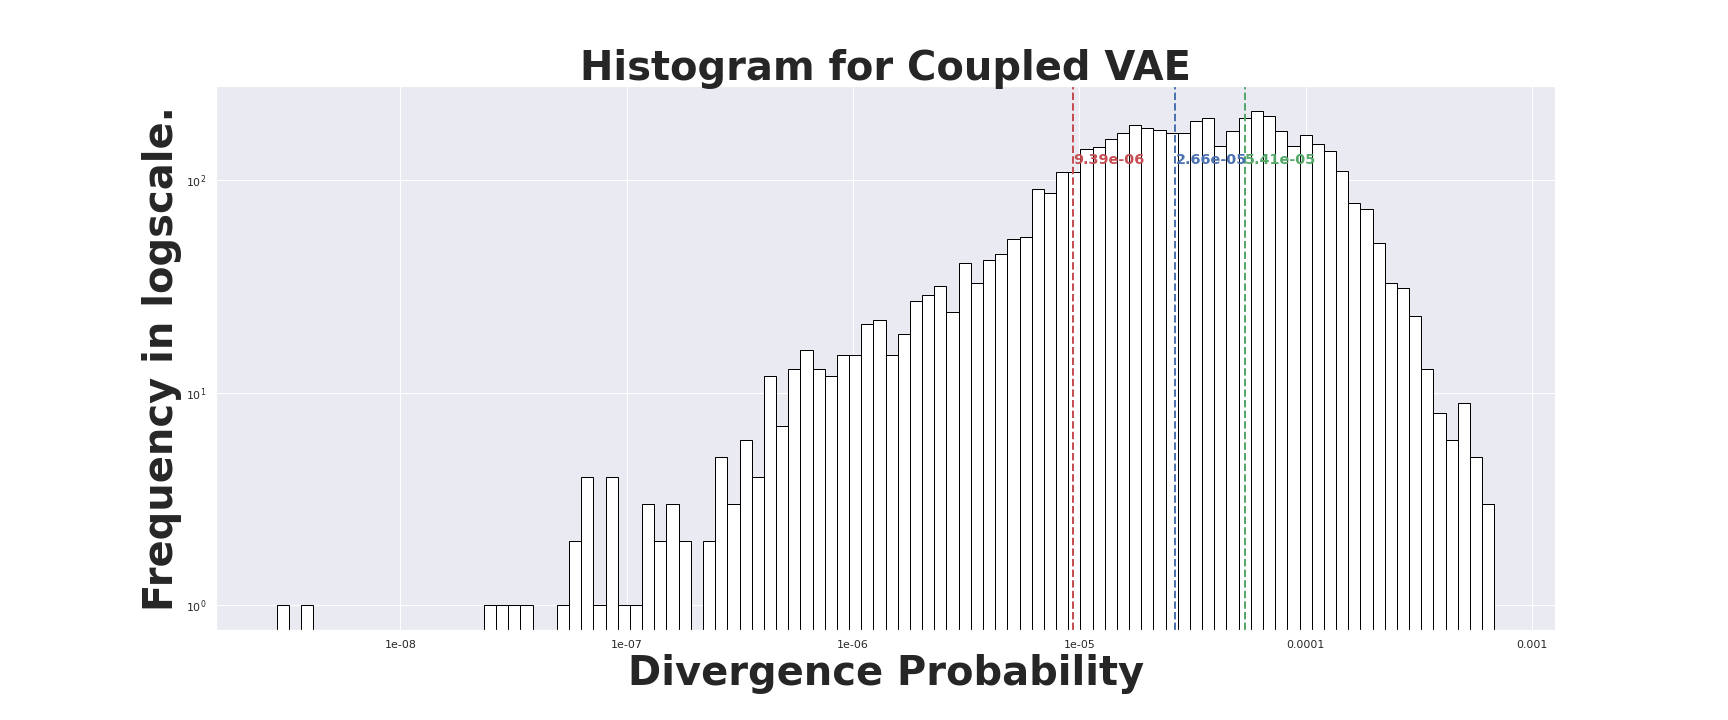 Histogram for Coupled VAE
Frequency in logscale.
10²
10¹
10⁰
9.39e-06
2.66e-05
5.41e-05
1e-08
1e-07
1e-06
1e-05
0.0001
0.001
Divergence Probability